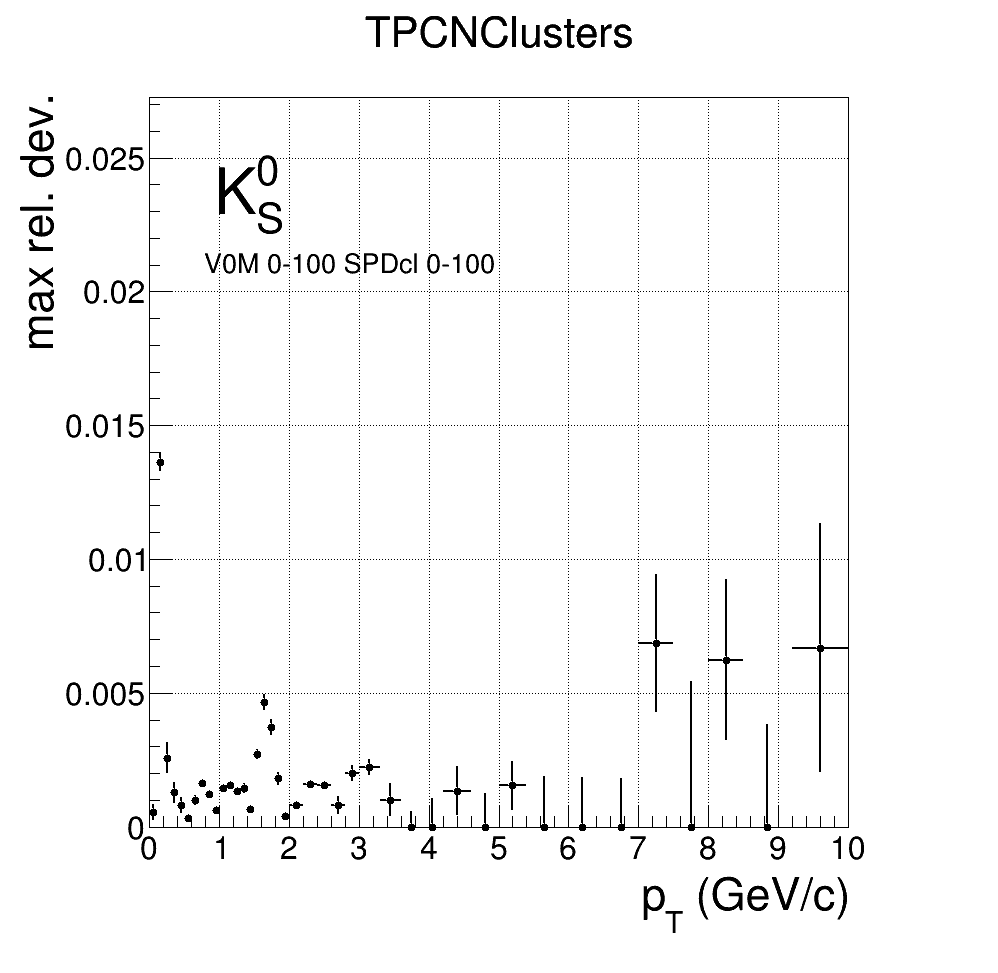 TPCNClusters
max rel. dev.
0.025
0.02
0.015
0.01
0.005
0
K0S
V0M 0-100 SPDcl 0-100
0 1 2 3 4 5 6 7 8 9 10
pT (GeV/c)